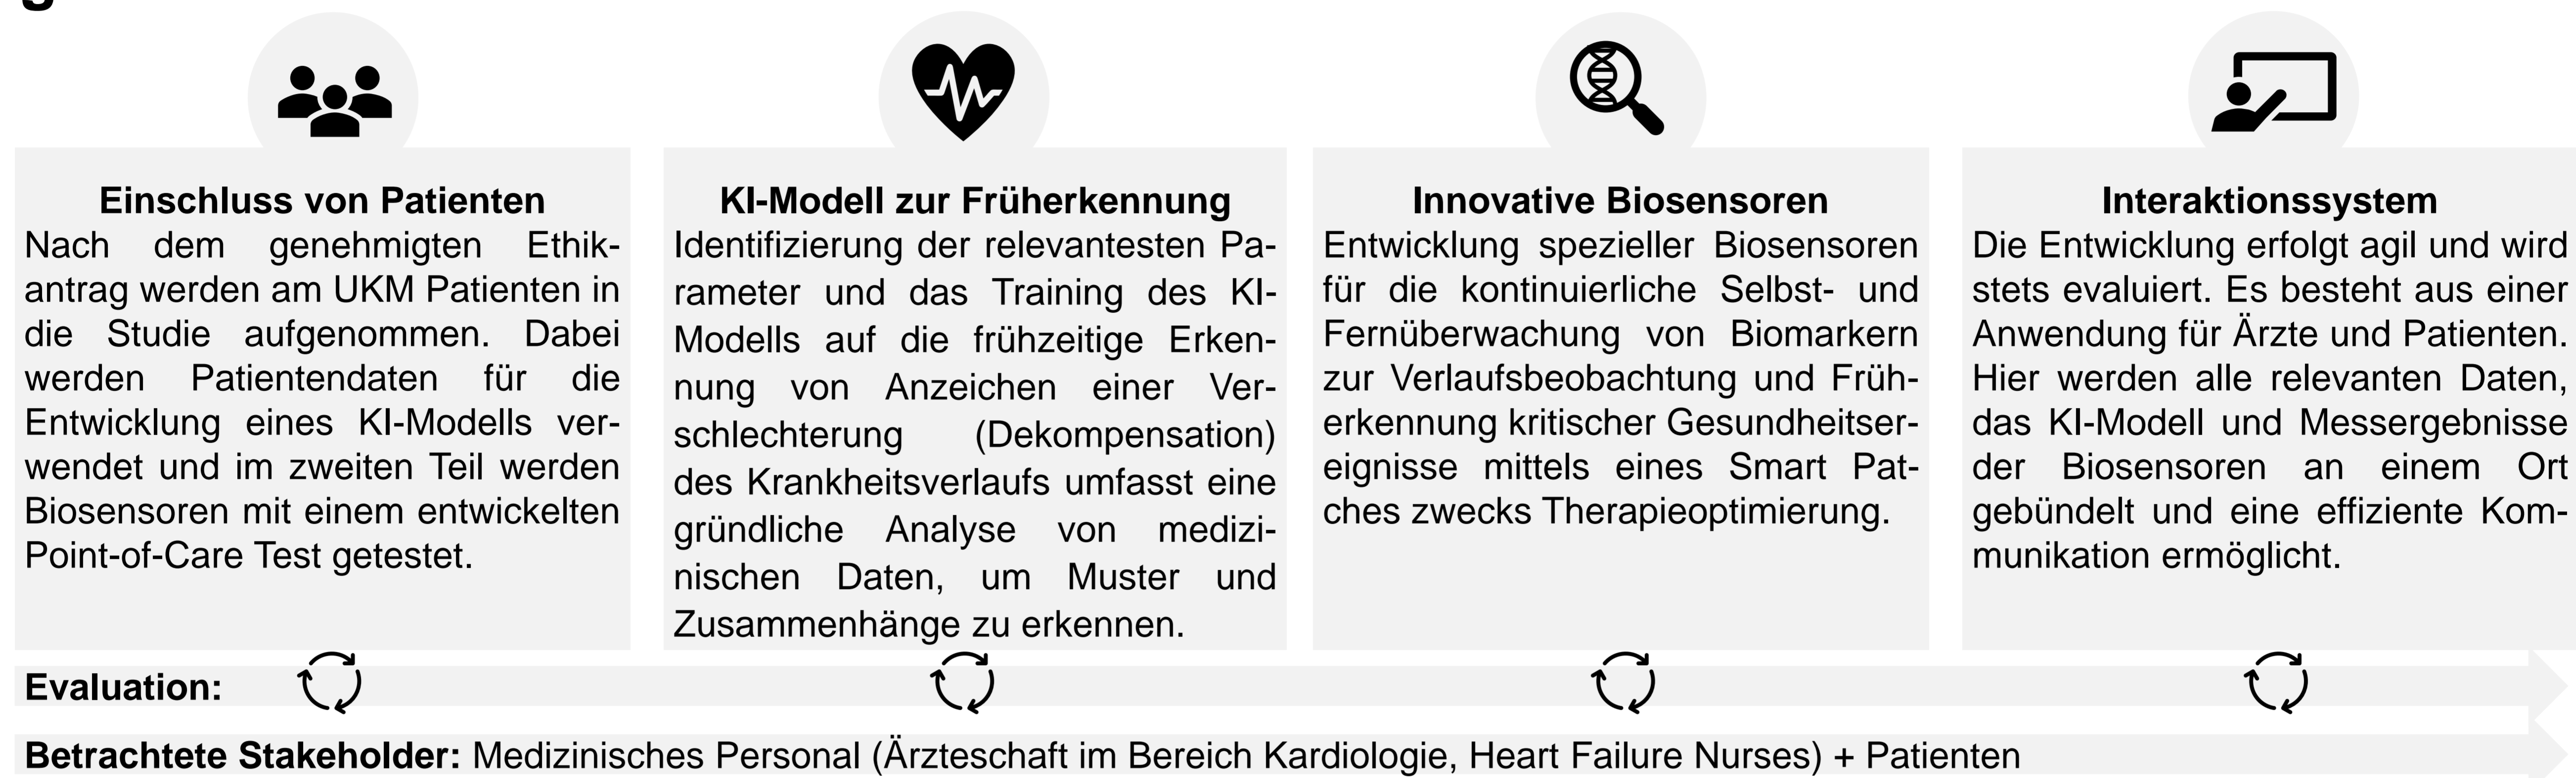 Einschluss von Patienten
Nach dem genehmigten Ethik-
antrag werden am UKM Patienten in
die Studie aufgenommen. Dabei
werden Patientendaten für die
Entwicklung eines KI-Modells ver-
wendet und im zweiten Teil werden
Biosensoren mit einem entwickelten
Point-of-Care Test getestet.
KI-Modell zur Früherkennung
Identifizierung der relevantesten Pa-
rameter und das Training des KI-
Modells auf die frühzeitige Erken-
nung von Anzeichen einer Ver-
schlechterung (Dekompensation)
des Krankheitsverlaufs umfasst eine
gründliche Analyse von medizi-
nischen Daten, um Muster und
Zusammenhänge zu erkennen.
Innovative Biosensoren
Entwicklung spezieller Biosensoren
für die kontinuierliche Selbst- und
Fernüberwachung von Biomarkern
zur Verlaufsbeobachtung und Früh-
erkennung kritischer Gesundheitser-
eignisse mittels eines Smart Pat-
ches zwecks Therapieoptimierung.
Interaktionssystem
Die Entwicklung erfolgt agil und wird
stets evaluiert. Es besteht aus einer
Anwendung für Ärzte und Patienten.
Hier werden alle relevanten Daten,
das KI-Modell und Messergebnisse
der Biosensoren an einem Ort
gebündelt und eine effiziente Kom-
munikation ermöglicht.
Evaluation:
Betrachtete Stakeholder: Medizinisches Personal (Ärzteschaft im Bereich Kardiologie, Heart Failure Nurses) + Patienten